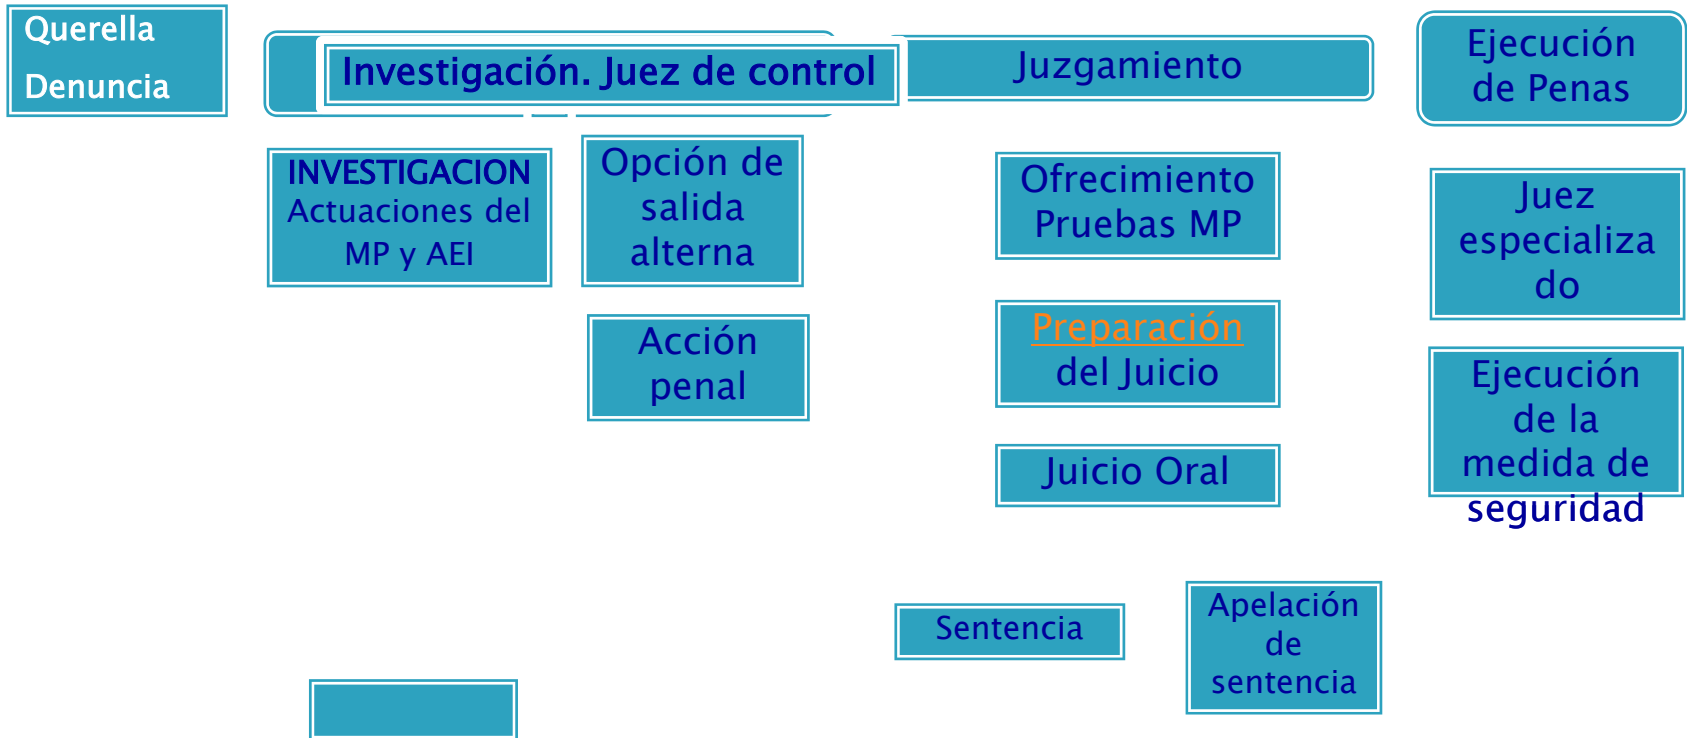 Querella
Denuncia
Investigación. Juez de control
Juzgamiento
Ejecución
de Penas
INVESTIGACION
Actuaciones del
MP y AEI
Opción de
salida
alterna
Acción
penal
Ofrecimiento
Pruebas MP
Preparación
del Juicio
Juicio Oral
Sentencia
Apelación
de
sentencia
Juez
especializa
do
Ejecución
de la
medida de
seguridad